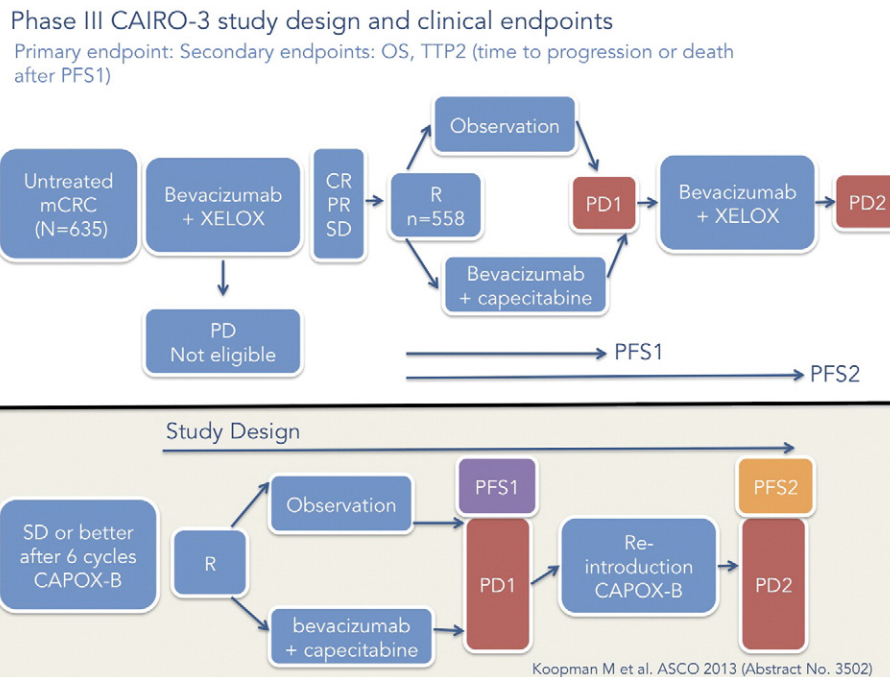 Phase III CAIRO-3 study design and clinical endpoints
Primary endpoint: Secondary endpoints: OS, TTP2 (time to progression or death
after PFS1)
Untreated
mCRC
(N=635)
Bevacizumab
+ XELOX
PD
Not eligible
CR
PR
SD
R
n=558
Observation
Bevacizumab
+ capecitabine
PD1
Bevacizumab
+ XELOX
PD2
PFS1
PFS2
Study Design
SD or better
after 6 cycles
CAPOX-B
R
Observation
bevacizumab
+ capecitabine
PFS1
PD1
Re-
introduction
CAPOX-B
PFS2
PD2
Koopman M et al. ASCO 2013 (Abstract No. 3502)